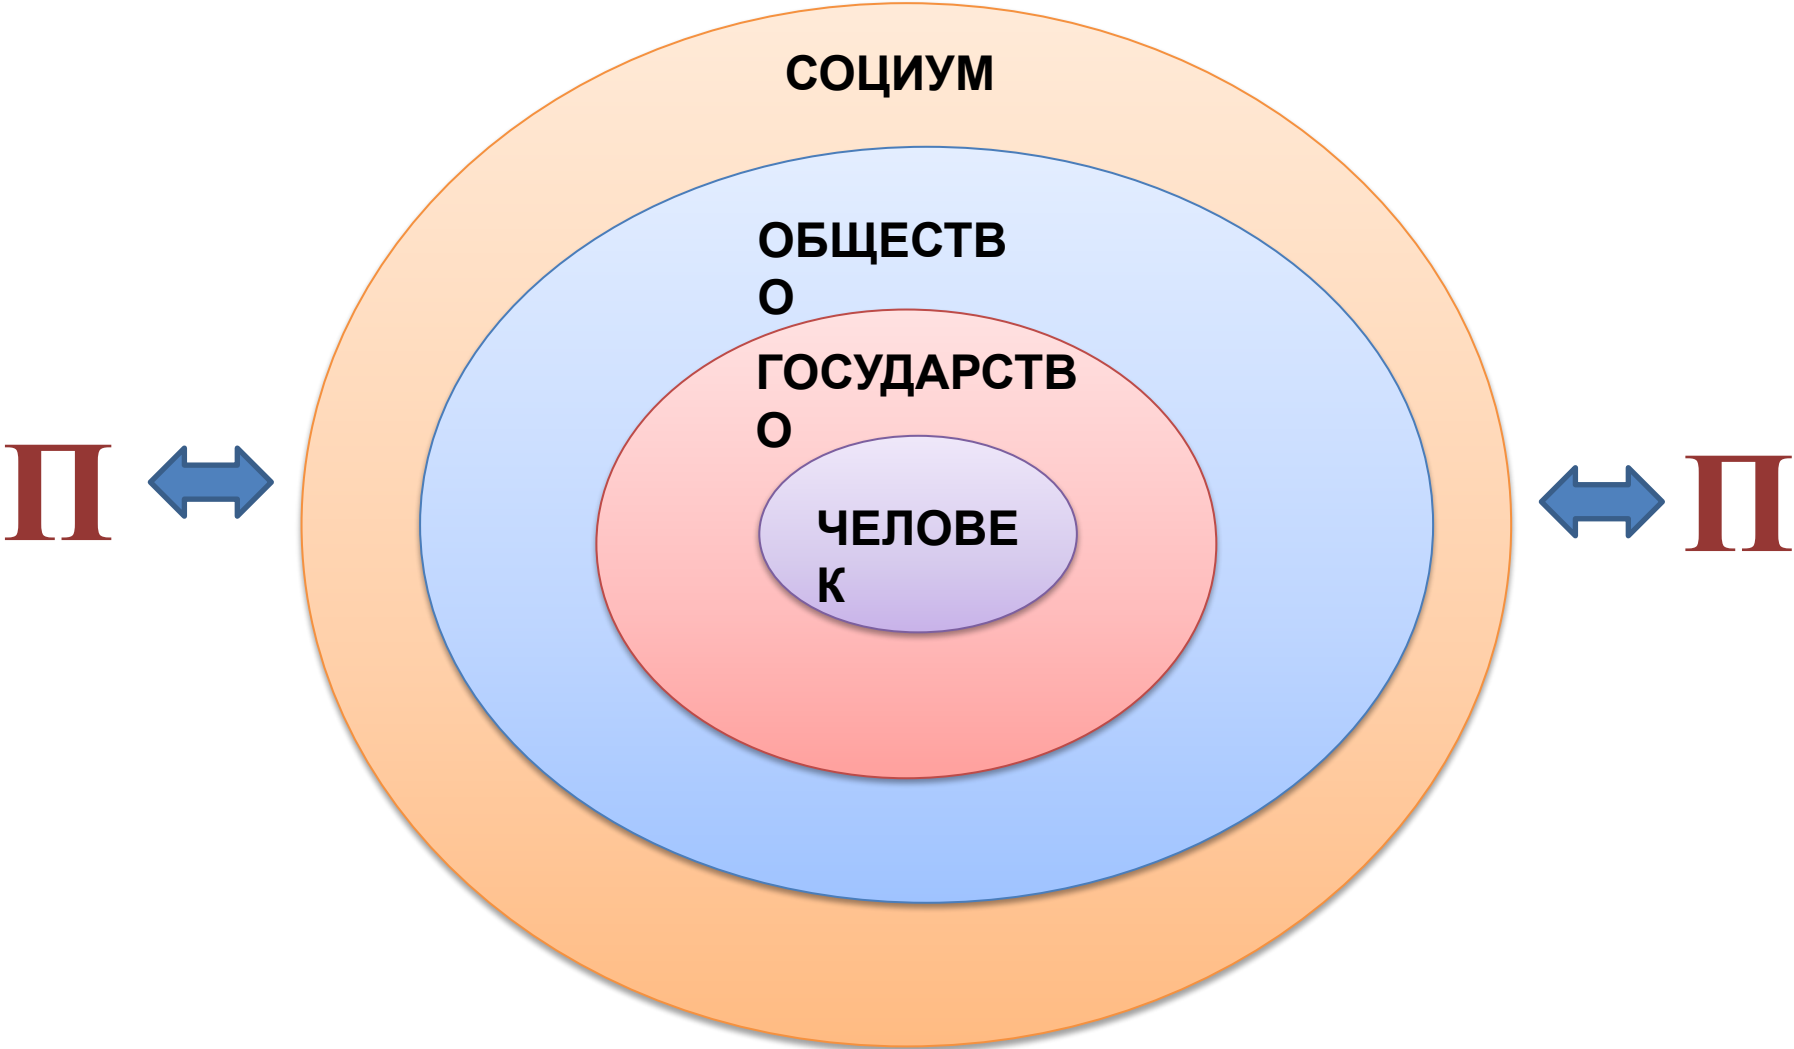 СОЦИУМ
ОБЩЕСТВ
О
ГОСУДАРСТВ
О
П
П
ЧЕЛОВЕ
К